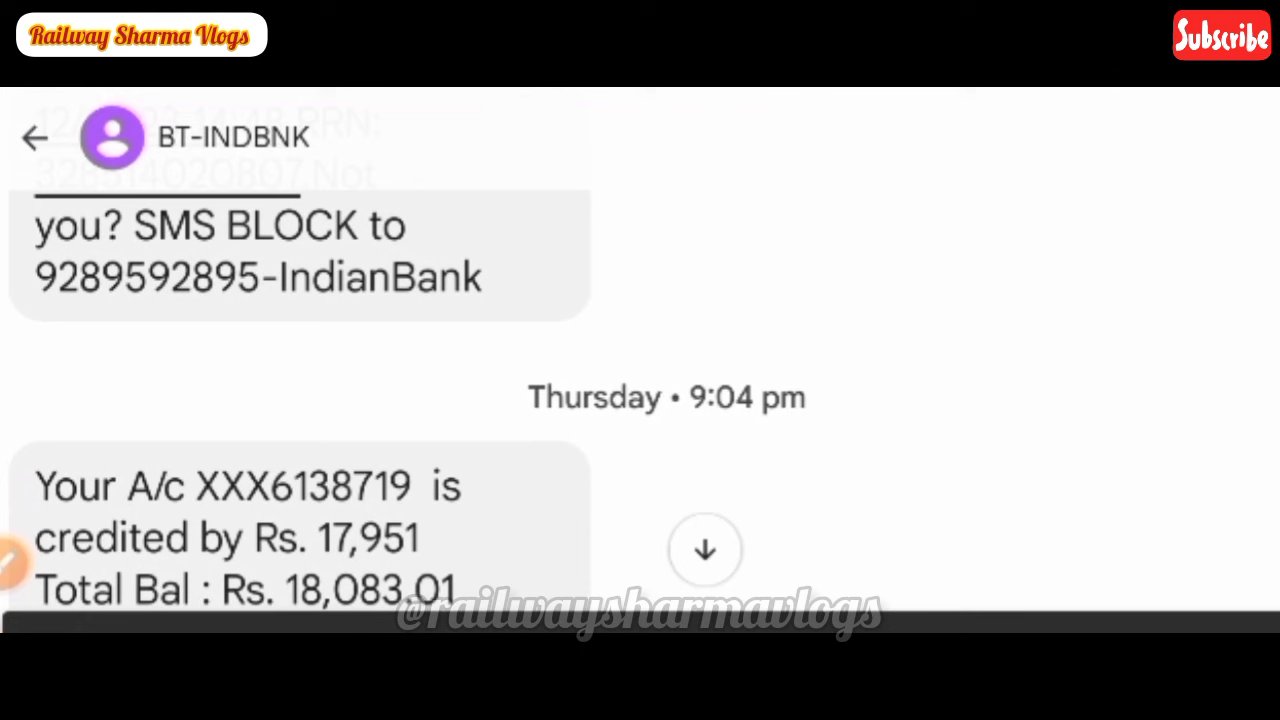 Railway Sharma Vlogs
Subscribe
BT-INDBNK
you? SMS BLOCK to
9289592895-IndianBank
Thursday • 9:04 pm
Your A/c XXX6138719 is
credited by Rs. 17,951
Total Bal : Rs. 18,083.01
@railwaysharmavlogs